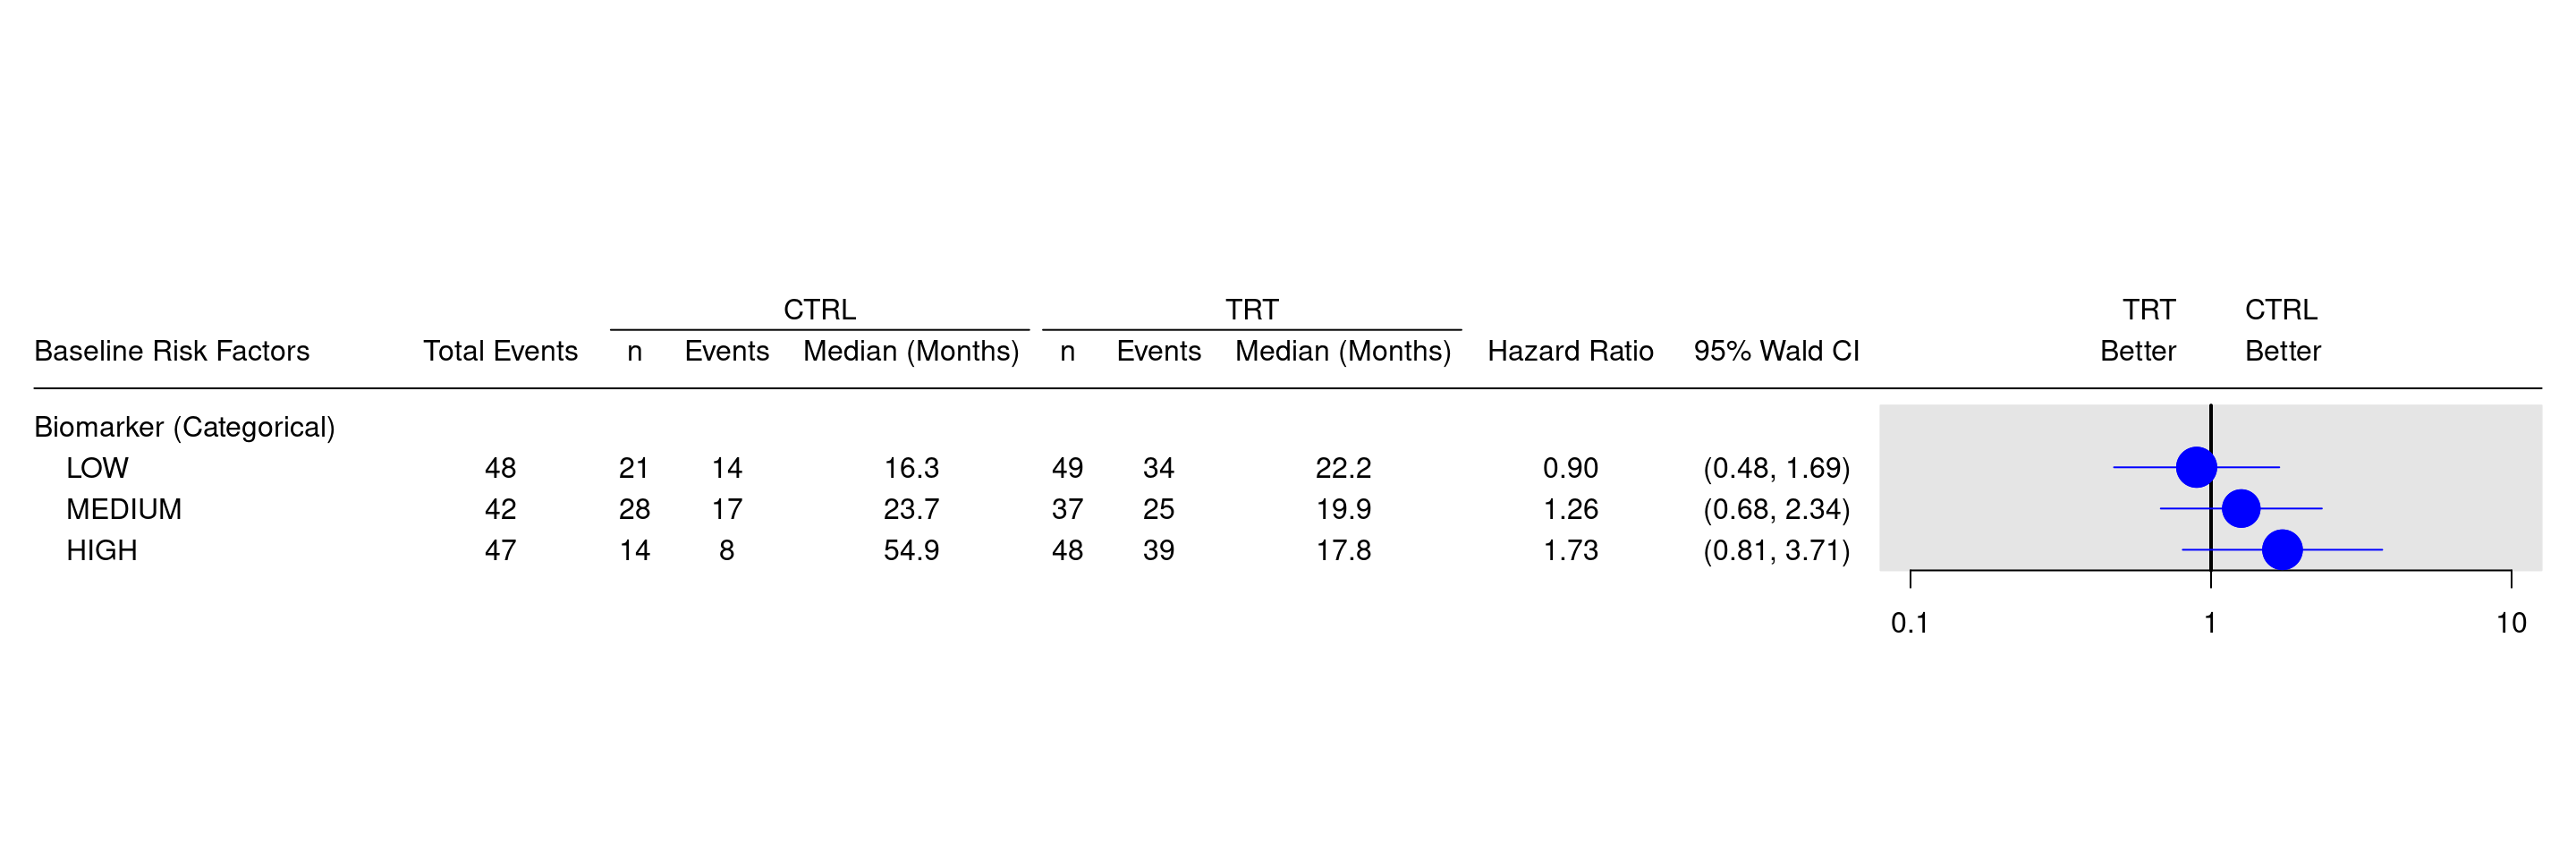 CTRL TRT TRT CTRL
Baseline Risk Factors Total Events n Events Median (Months) n Events Median (Months) Hazard Ratio 95% Wald CI Better Better
Biomarker (Categorical)
LOW 48 21 14 16.3 49 34 22.2 0.90 (0.48, 1.69)
MEDIUM 42 28 17 23.7 37 25 19.9 1.26 (0.68, 2.34)
HIGH 47 14 8 54.9 48 39 17.8 1.73 (0.81, 3.71)
0.1 1 10